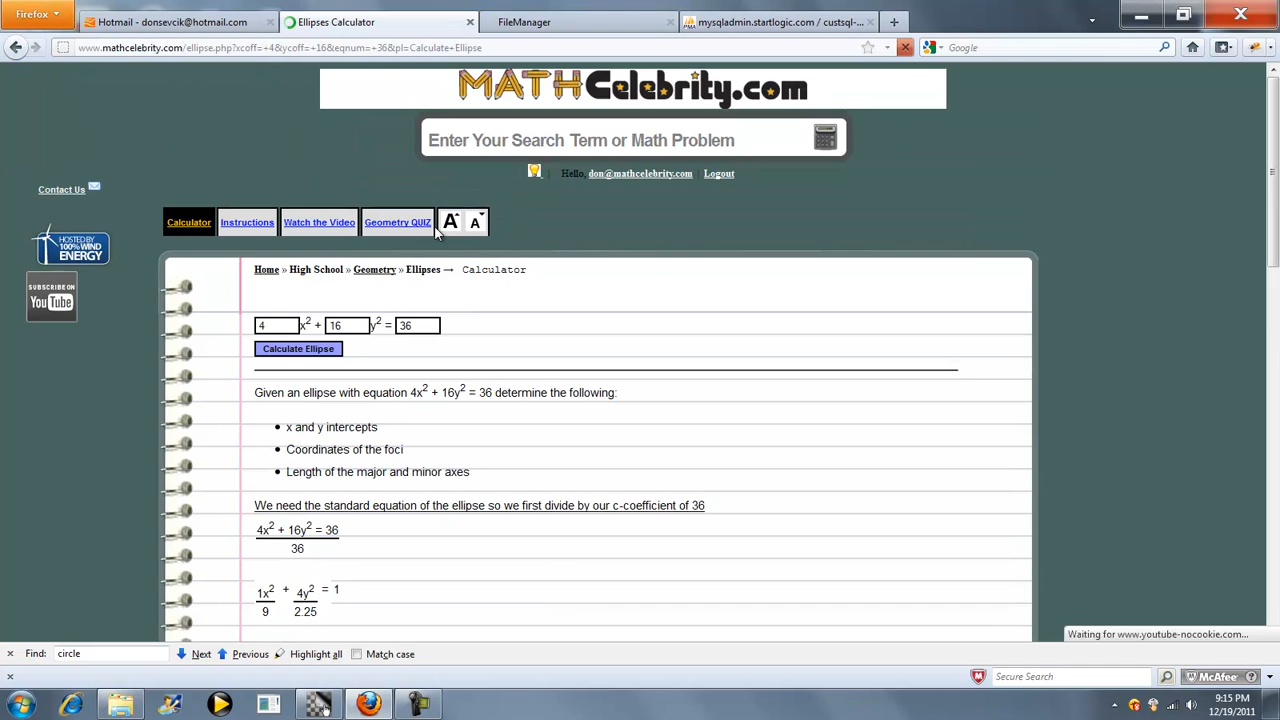 Firefox
Hotmail - donsevcik@hotmail.com
Ellipses Calculator
FileManager
mysqladmin.startlogic.com / custsql-...
www.mathcelebrity.com/ellipse.php?xcoff=+4&ycoff=+16&eqnum=+36&pl=Calculate+Ellipse
Google
MATHCelebrity.com
Enter Your Search Term or Math Problem
| Hello, don@mathcelebrity.com | Logout
Contact Us
Calculator Instructions Watch the Video Geometry QUIZ A A
HOSTED BY
100% WIND
ENERGY
SUBSCRIBE ON
YouTube
Home » High School » Geometry » Ellipses → Calculator
4 x² + 16 y² = 36
Calculate Ellipse
Given an ellipse with equation 4x² + 16y² = 36 determine the following:
• x and y intercepts
• Coordinates of the foci
• Length of the major and minor axes
We need the standard equation of the ellipse so we first divide by our c-coefficient of 36
4x² + 16y² = 36
36
1x² + 4y² = 1
9 2.25
Waiting for www.youtube-nocookie.com...
Find: circle Next Previous Highlight all Match case
Secure Search McAfee
9:15 PM
12/19/2011